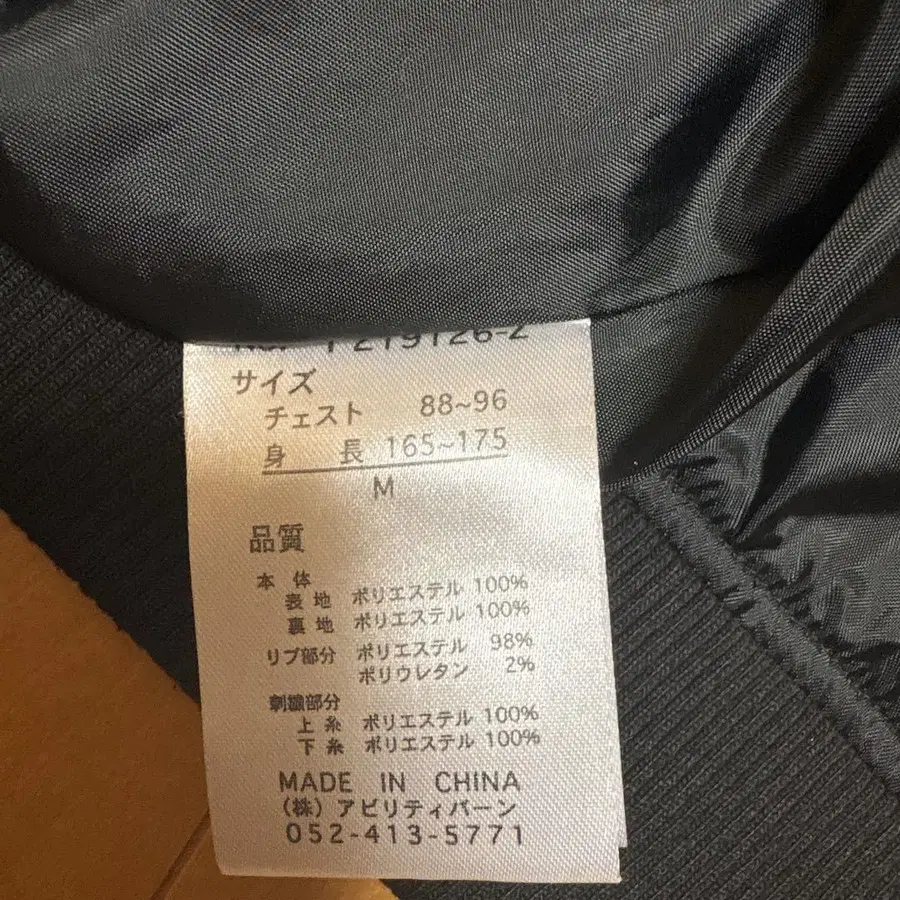 No. 1219126-2
サイズ
チェスト 88~96
身 長 165~175
M
品質
本 体
表 地 ポリエステル 100%
裏 地 ポリエステル 100%
リブ部分 ポリエステル 98%
ポリウレタン 2%
刺繍部分
上 糸 ポリエステル 100%
下 糸 ポリエステル 100%
MADE IN CHINA
(株) アビリティバーン
052-413-5771